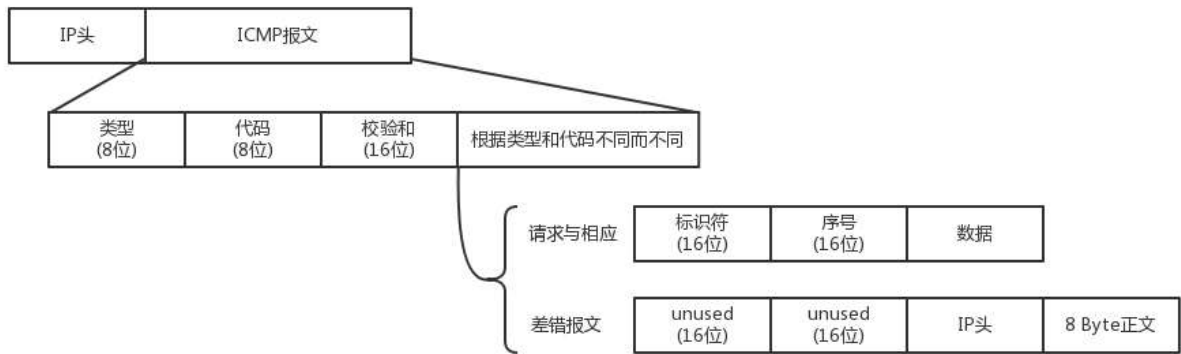 IP头
ICMP报文
类型
(8位)
代码
(8位)
校验和
(16位)
根据类型和代码不同而不同
请求与相应
标识符
(16位)
序号
(16位)
数据
差错报文
unused
(16位)
unused
(16位)
IP头
8 Byte正文